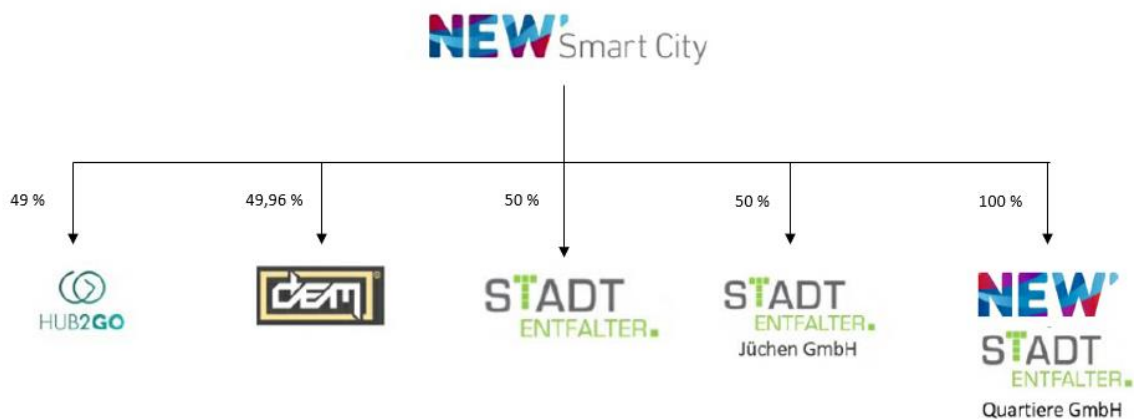 NEW' Smart City
49 %
49,96 %
50 %
50 %
100 %
HUB2GO
dem®
STADT
ENTFALTER.
STADT
ENTFALTER.
Jüchen GmbH
NEW'
STADT
ENTFALTER.
Quartiere GmbH